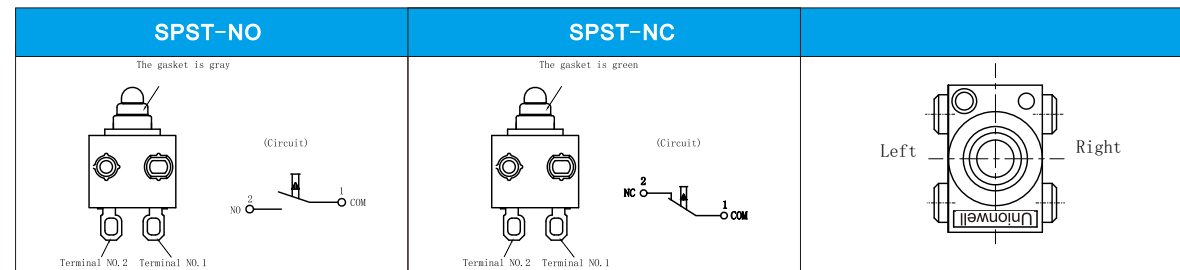 SPST-NO
SPST-NC
The gasket is gray
(Circuit)
2
NO
1
COM
Terminal NO.2 Terminal NO.1
The gasket is green
(Circuit)
2
NC
1
COM
Terminal NO.2 Terminal NO.1
Left
Right
Unionwell